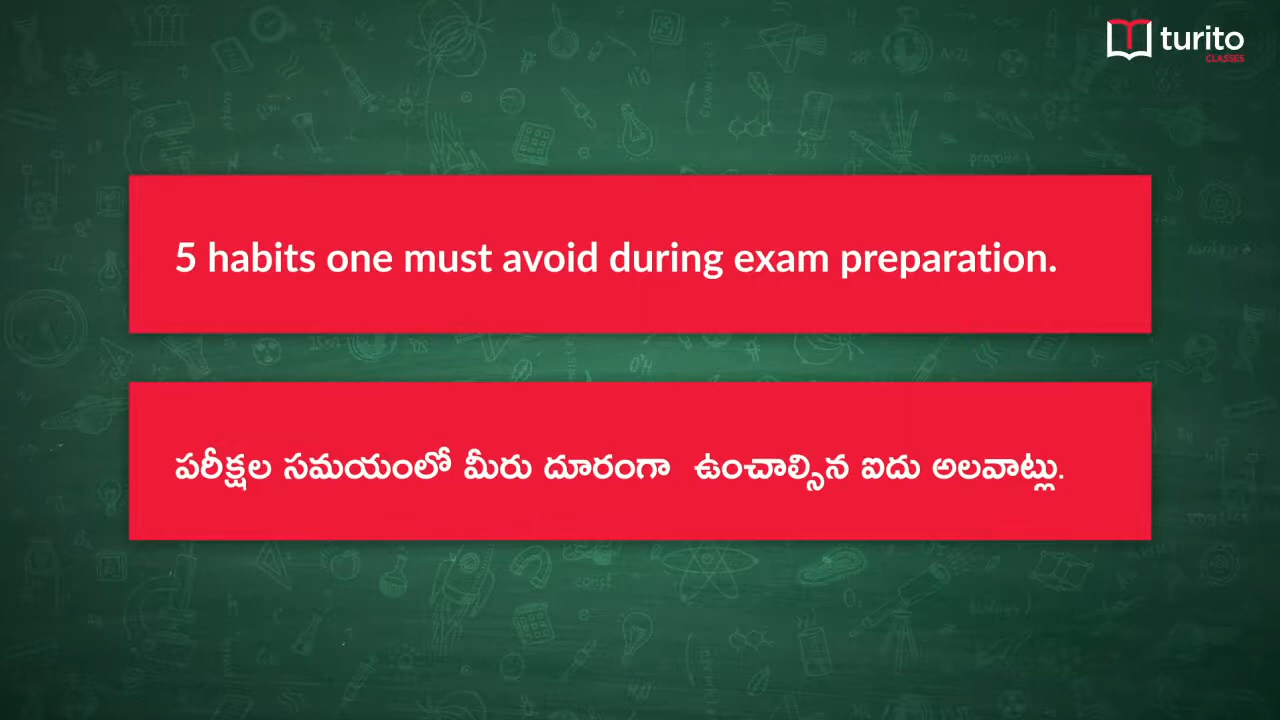 turito
CLASSES
5 habits one must avoid during exam preparation.
పరీక్షల సమయంలో మీరు దూరంగా ఉంచాల్సిన ఐదు అలవాట్లు.